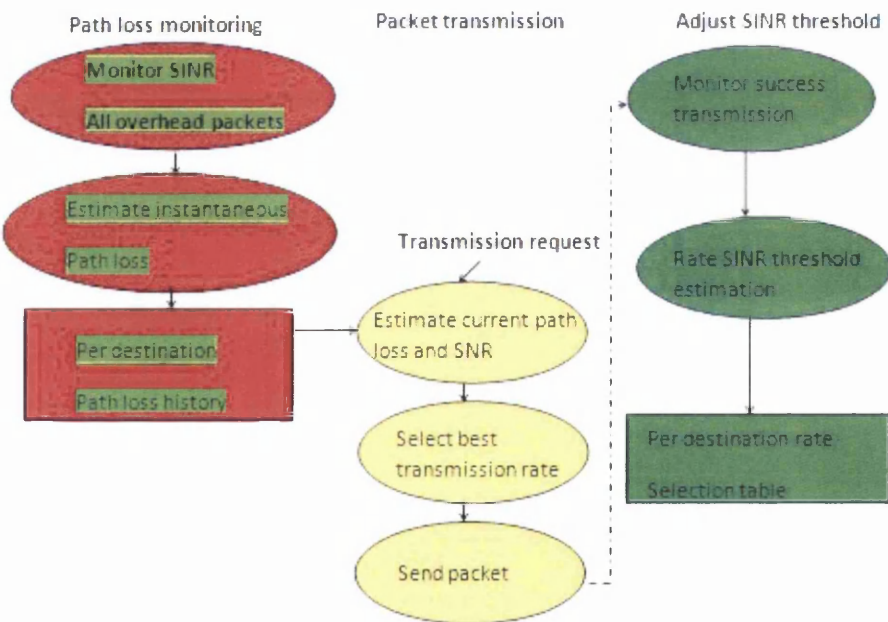 Path loss monitoring
Packet transmission
Adjust SINR threshold
Monitor SINR
All overhead packets
Estimate instantaneous
Path loss
Per destination
Path loss history
Transmission request
Estimate current path
loss and SNR
Select best
transmission rate
Send packet
Monitor success
transmission
Rate SINR threshold
estimation
Per destination rate
Selection table